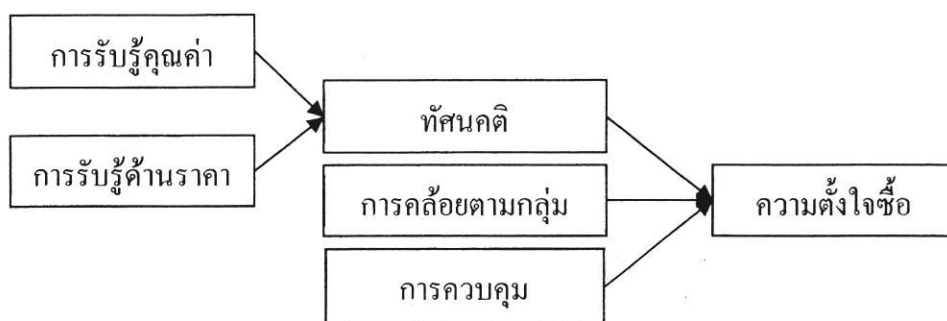 การรับรู้คุณค่า
การรับรู้ด้านราคา
ทัศนคติ
การคล้อยตามกลุ่ม
การควบคุม
ความตั้งใจซื้อ